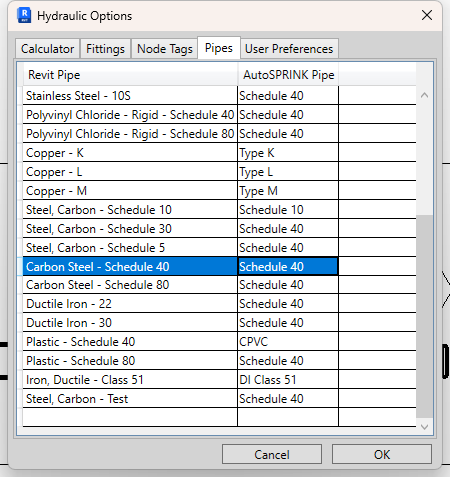 Hydraulic Options
Calculator Fittings Node Tags Pipes User Preferences
Revit Pipe AutoSPRINK Pipe
Stainless Steel - 10S Schedule 40
Polyvinyl Chloride - Rigid - Schedule 40 Schedule 40
Polyvinyl Chloride - Rigid - Schedule 80 Schedule 40
Copper - K Type K
Copper - L Type L
Copper - M Type M
Steel, Carbon - Schedule 10 Schedule 10
Steel, Carbon - Schedule 30 Schedule 40
Steel, Carbon - Schedule 5 Schedule 40
Carbon Steel - Schedule 40 Schedule 40
Carbon Steel - Schedule 80 Schedule 40
Ductile Iron - 22 Schedule 40
Ductile Iron - 30 Schedule 40
Plastic - Schedule 40 CPVC
Plastic - Schedule 80 Schedule 40
Iron, Ductile - Class 51 DI Class 51
Steel, Carbon - Test Schedule 40
Cancel OK